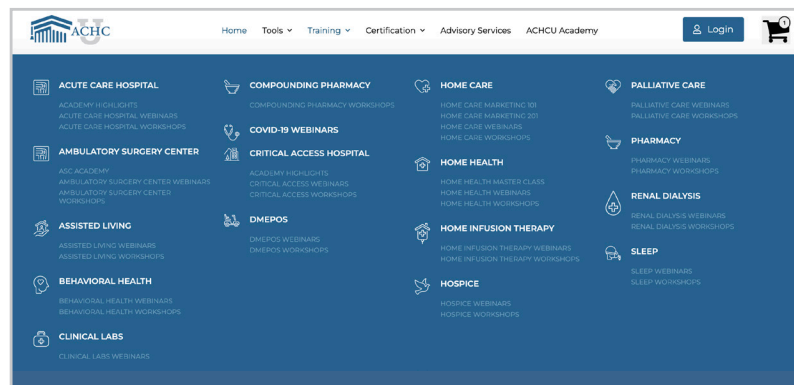 ACHC
U
Home
Tools
Training
Certification
Advisory Services
ACHCU Academy
Login
1
ACUTE CARE HOSPITAL
ACADEMY HIGHLIGHTS
ACUTE CARE HOSPITAL WEBINARS
ACUTE CARE HOSPITAL WORKSHOPS
AMBULATORY SURGERY CENTER
ASC ACADEMY
AMBULATORY SURGERY CENTER WEBINARS
AMBULATORY SURGERY CENTER
WORKSHOPS
ASSISTED LIVING
ASSISTED LIVING WEBINARS
ASSISTED LIVING WORKSHOPS
BEHAVIORAL HEALTH
BEHAVIORAL HEALTH WEBINARS
BEHAVIORAL HEALTH WORKSHOPS
CLINICAL LABS
CLINICAL LABS WEBINARS
COMPOUNDING PHARMACY
COMPOUNDING PHARMACY WORKSHOPS
COVID-19 WEBINARS
CRITICAL ACCESS HOSPITAL
ACADEMY HIGHLIGHTS
CRITICAL ACCESS WEBINARS
CRITICAL ACCESS WORKSHOPS
DMEPOS
DMEPOS WEBINARS
DMEPOS WORKSHOPS
HOME CARE
HOME CARE MARKETING 101
HOME CARE MARKETING 201
HOME CARE WEBINARS
HOME CARE WORKSHOPS
HOME HEALTH
HOME HEALTH MASTER CLASS
HOME HEALTH WEBINARS
HOME HEALTH WORKSHOPS
HOME INFUSION THERAPY
HOME INFUSION THERAPY WEBINARS
HOME INFUSION THERAPY WORKSHOPS
HOSPICE
HOSPICE WEBINARS
HOSPICE WORKSHOPS
PALLIATIVE CARE
PALLIATIVE CARE WEBINARS
PALLIATIVE CARE WORKSHOPS
PHARMACY
PHARMACY WEBINARS
PHARMACY WORKSHOPS
RENAL DIALYSIS
RENAL DIALYSIS WEBINARS
RENAL DIALYSIS WORKSHOPS
SLEEP
SLEEP WEBINARS
SLEEP WORKSHOPS